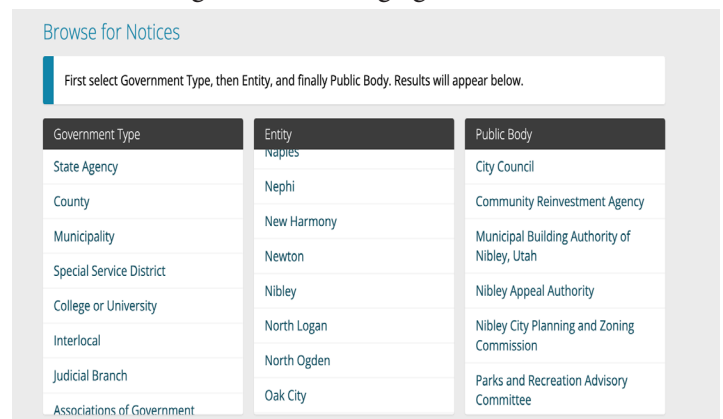 Browse for Notices
First select Government Type, then Entity, and finally Public Body. Results will appear below.
Government Type
State Agency
County
Municipality
Special Service District
College or University
Interlocal
Judicial Branch
Associations of Government
Entity
Naples
Nephi
New Harmony
Newton
Nibley
North Logan
North Ogden
Oak City
Public Body
City Council
Community Reinvestment Agency
Municipal Building Authority of
Nibley, Utah
Nibley Appeal Authority
Nibley City Planning and Zoning
Commission
Parks and Recreation Advisory
Committee